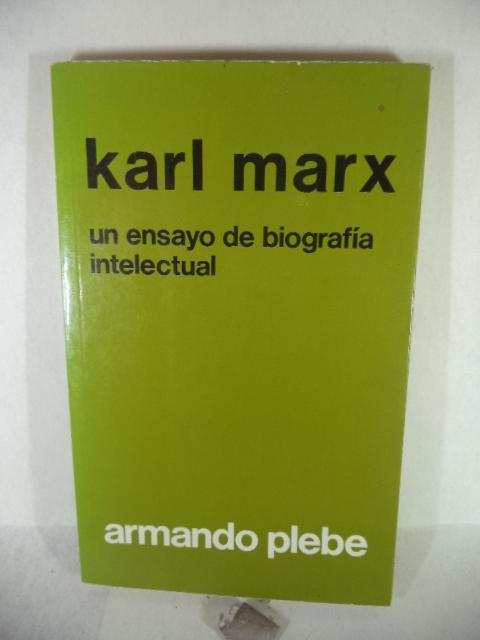 karl marx
un ensayo de biografía
intelectual
armando plebe